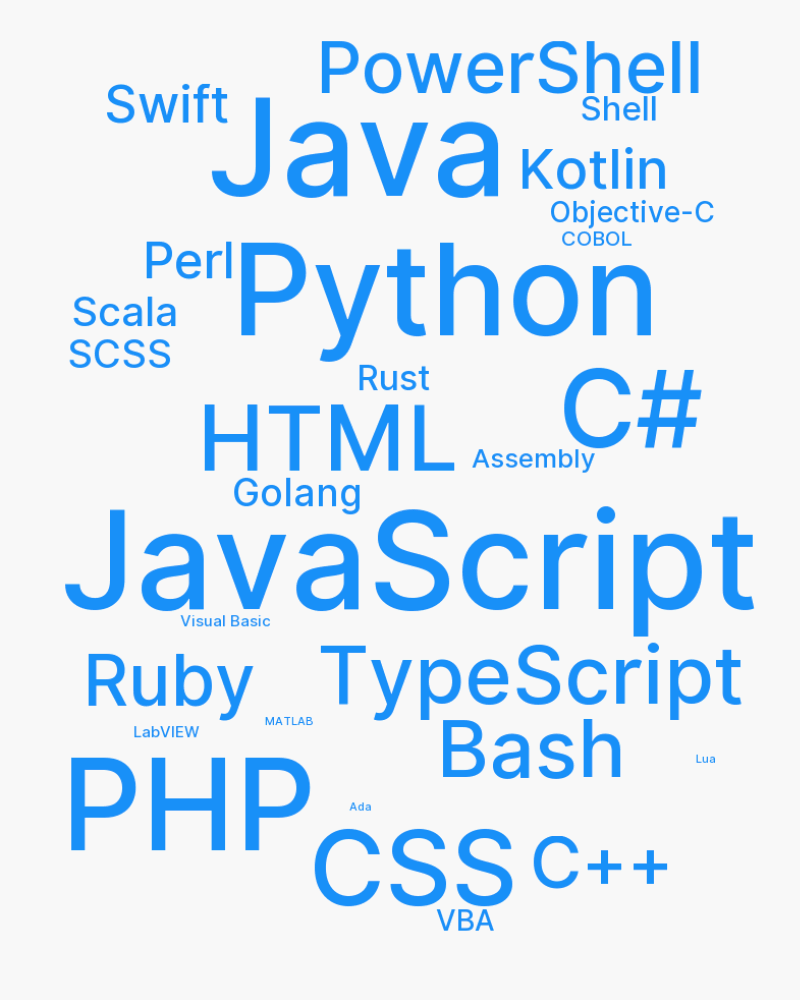 PowerShell
Swift
Shell
Java
Kotlin
Objective-C
COBOL
Perl
Python
Scala
SCSS
Rust
C#
HTML
Assembly
Golang
JavaScript
Visual Basic
Ruby
TypeScript
MATLAB
LabVIEW
Bash
Lua
PHP
Ada
CSS
C++
VBA